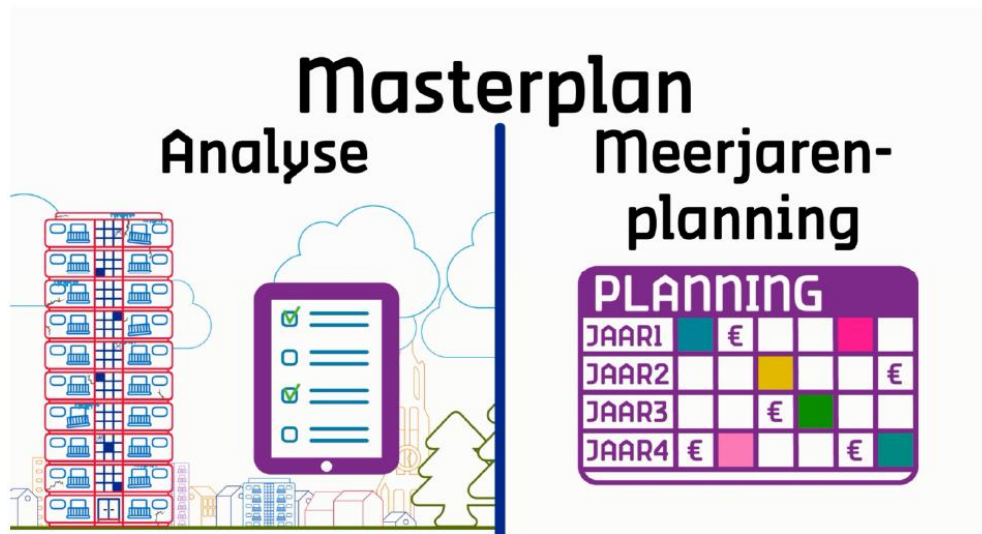 Masterplan
Analyse
Meerjaren-
planning
PLANNING
JAAR1 €
JAAR2 €
JAAR3 €
JAAR4 € €